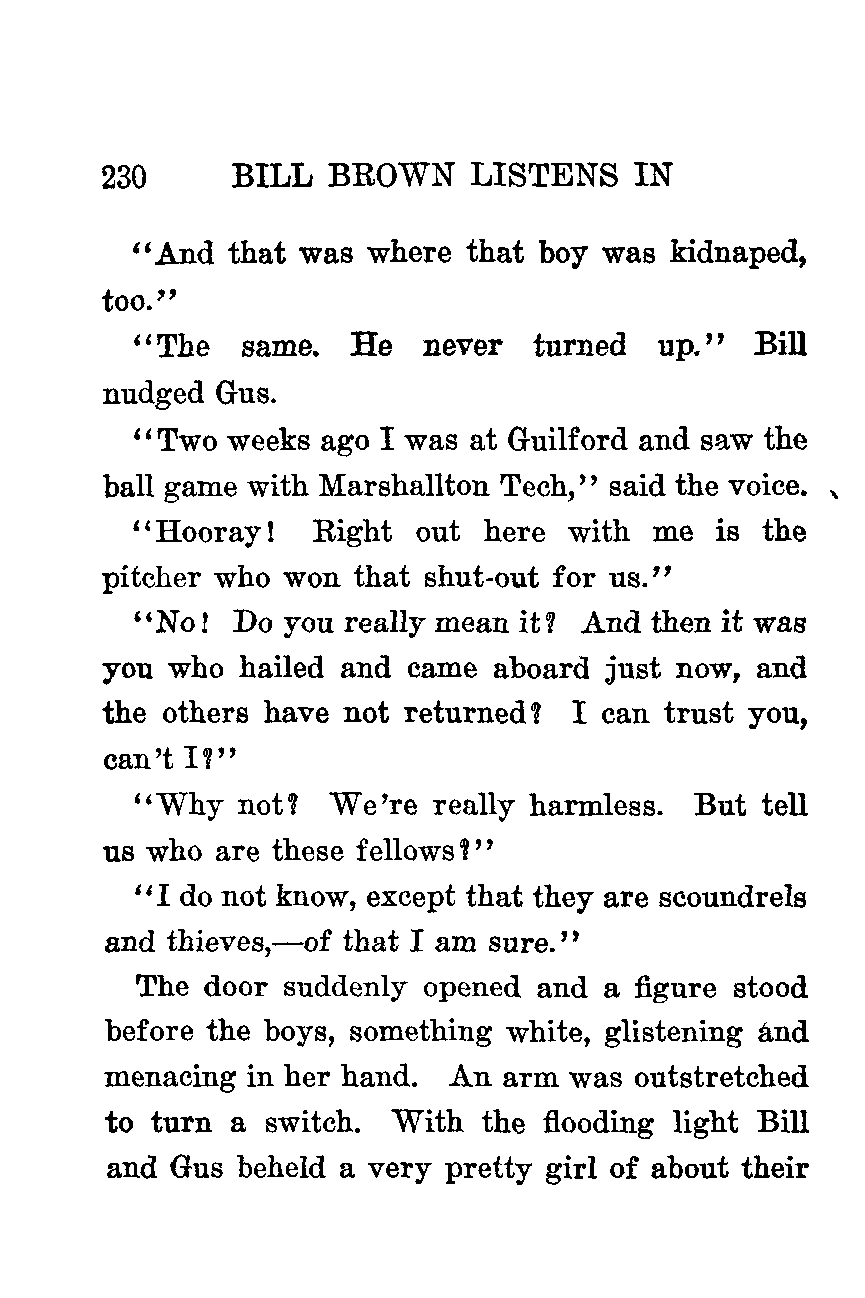 230 BILL BROWN LISTENS IN
"And that was where that boy was kidnaped,
too."
"The same. He never turned up." Bill
nudged Gus.
"Two weeks ago I was at Guilford and saw the
ball game with Marshallton Tech," said the voice.
"Hooray! Right out here with me is the
pitcher who won that shut-out for us."
"No! Do you really mean it? And then it was
you who hailed and came aboard just now, and
the others have not returned? I can trust you,
can't I?"
"Why not? We're really harmless. But tell
us who are these fellows?"
"I do not know, except that they are scoundrels
and thieves,—of that I am sure."
The door suddenly opened and a figure stood
before the boys, something white, glistening and
menacing in her hand. An arm was outstretched
to turn a switch. With the flooding light Bill
and Gus beheld a very pretty girl of about their